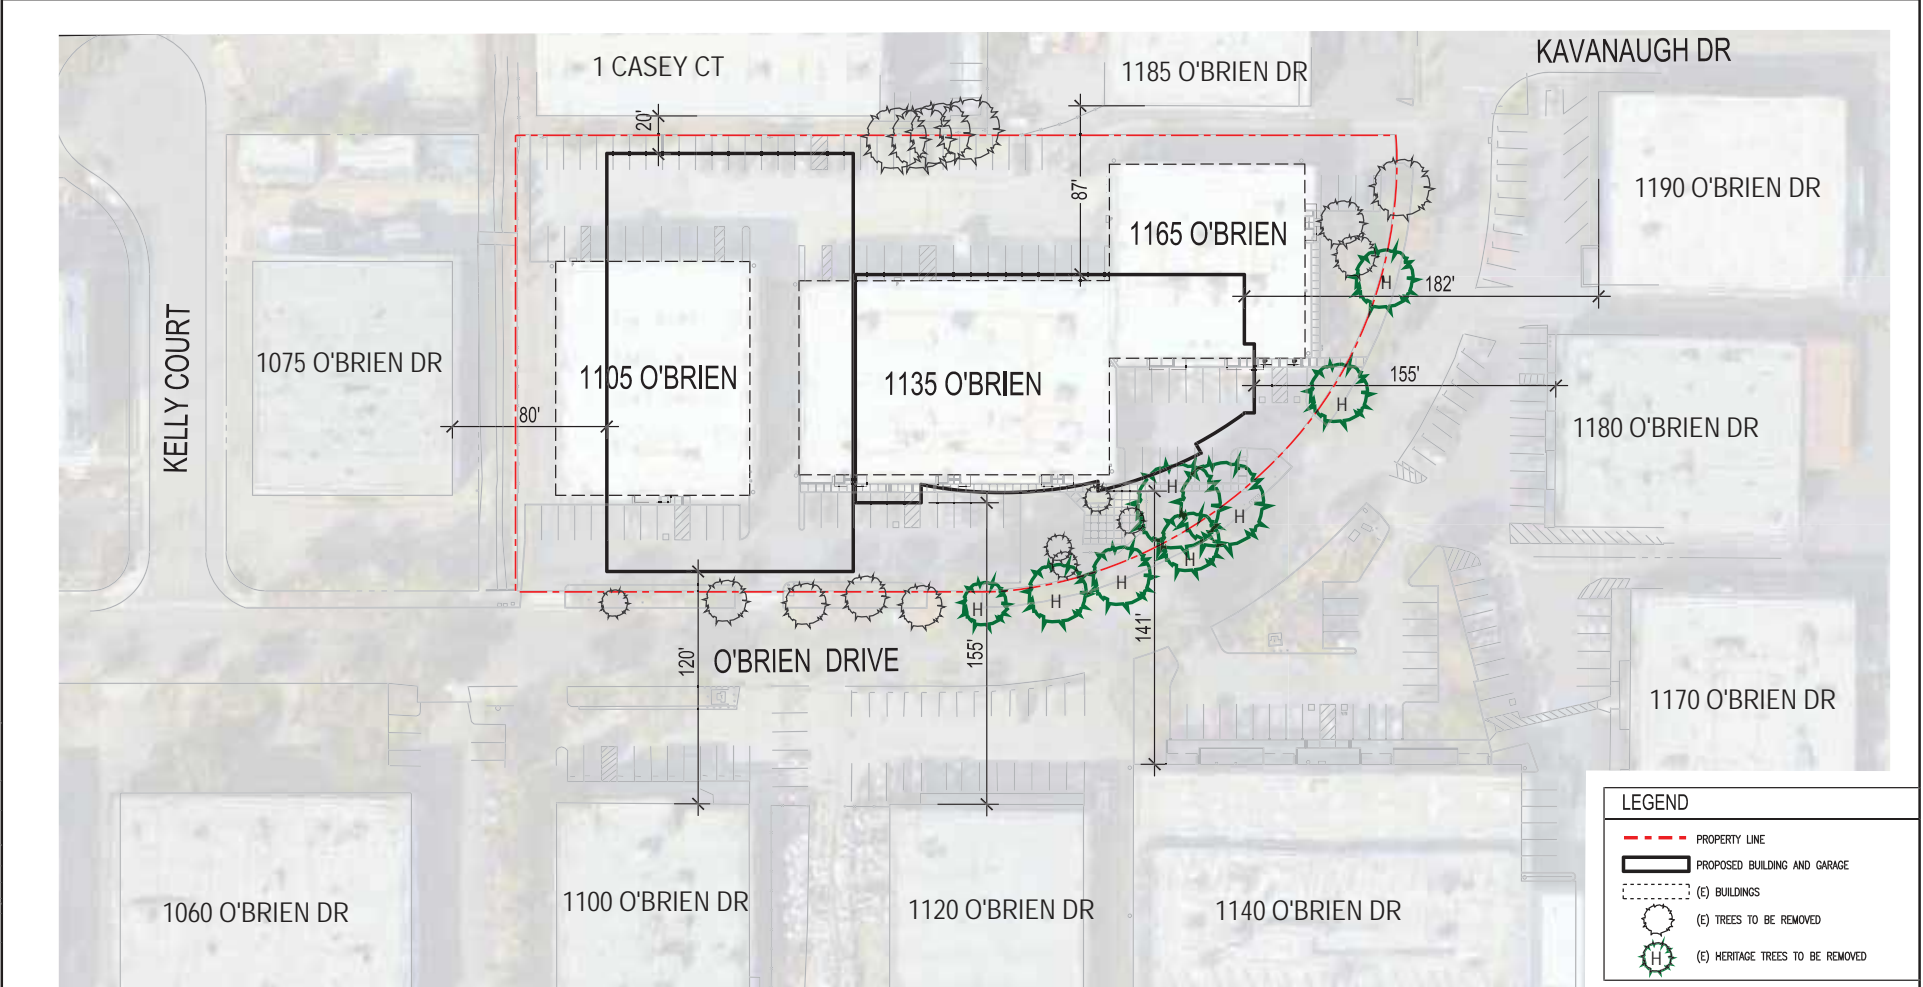 KAVANAUGH DR
1 CASEY CT
1185 O'BRIEN DR
20'
87'
1190 O'BRIEN DR
1165 O'BRIEN
H
182'
KELLY COURT
1075 O'BRIEN DR
1105 O'BRIEN
1135 O'BRIEN
155'
H
80'
1180 O'BRIEN DR
H
H
H
H
H
H
120'
O'BRIEN DRIVE
155'
141'
1170 O'BRIEN DR
1060 O'BRIEN DR
1100 O'BRIEN DR
1120 O'BRIEN DR
1140 O'BRIEN DR
LEGEND
PROPERTY LINE
PROPOSED BUILDING AND GARAGE
(E) BUILDINGS
(E) TREES TO BE REMOVED
H
(E) HERITAGE TREES TO BE REMOVED